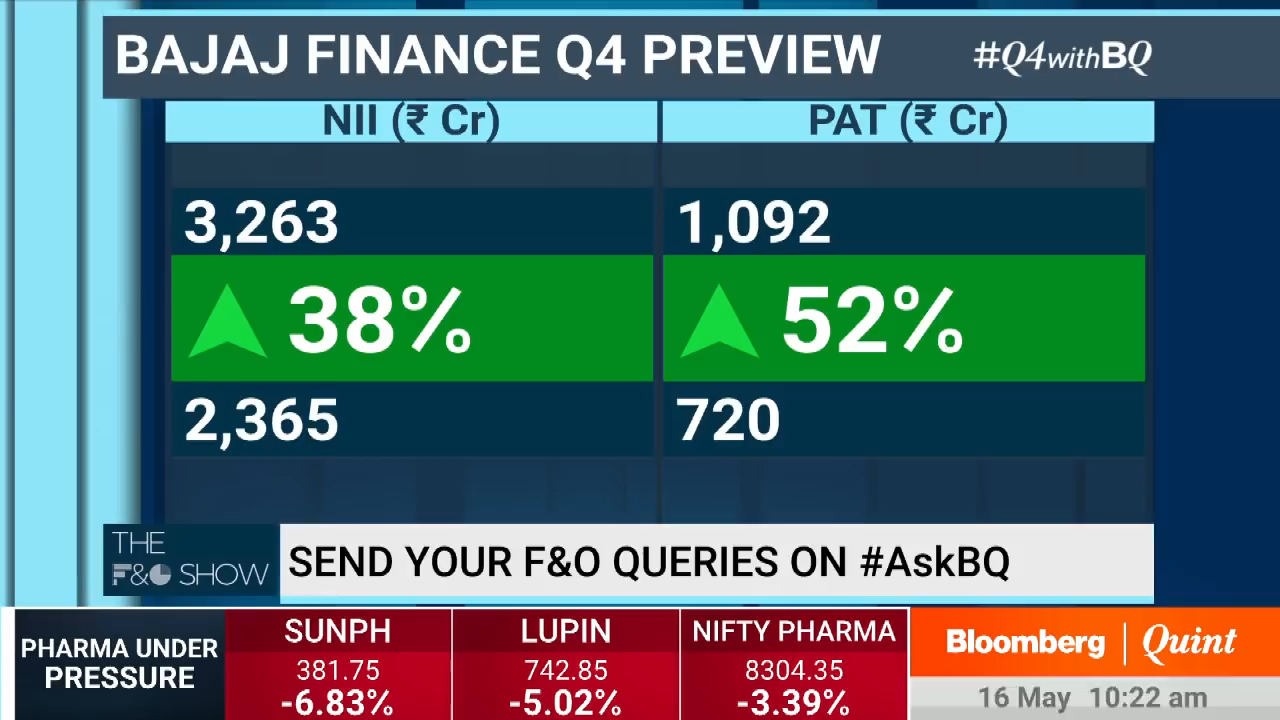 BAJAJ FINANCE Q4 PREVIEW
#Q4withBQ
NII (₹ Cr)
PAT (₹ Cr)
3,263
1,092
38%
52%
2,365
720
THE
F&O SHOW
SEND YOUR F&O QUERIES ON #AskBQ
PHARMA UNDER
PRESSURE
SUNPH
381.75
-6.83%
LUPIN
742.85
-5.02%
NIFTY PHARMA
8304.35
-3.39%
Bloomberg | Quint
16 May 10:22 am